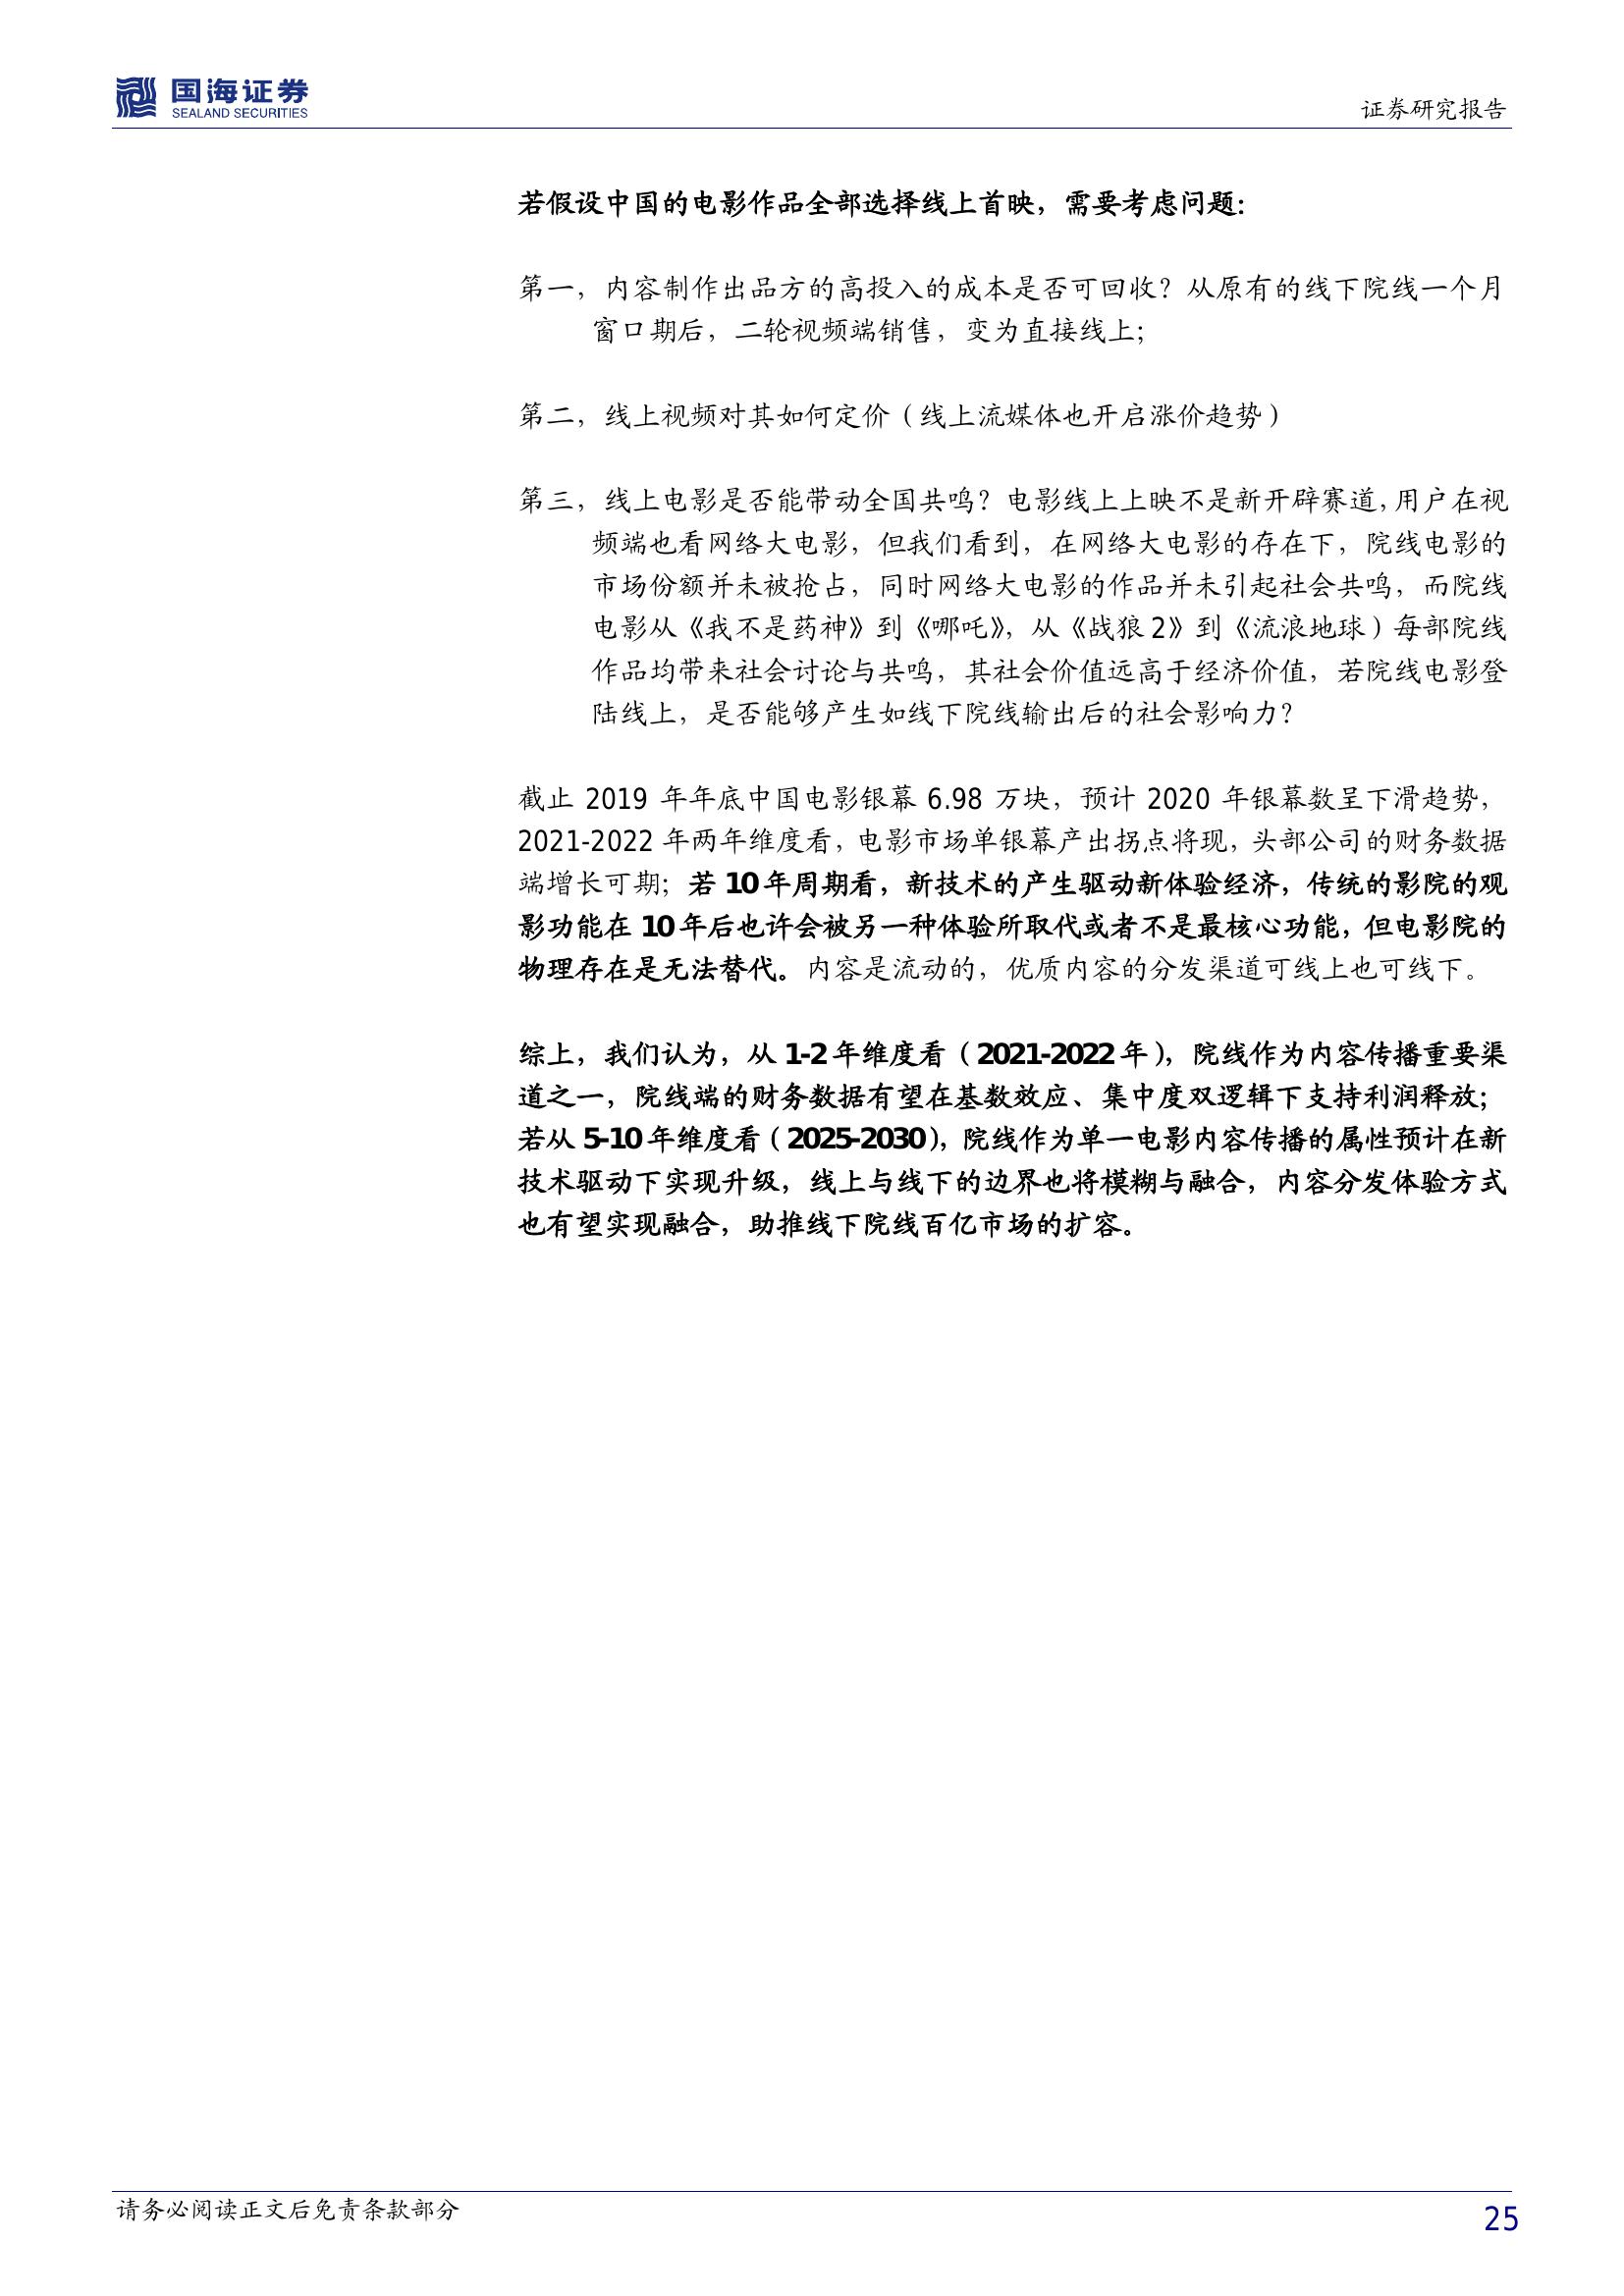 国海证券
SEALAND SECURITIES
证券研究报告
若假设中国的电影作品全部选择线上首映，需要考虑问题：
第一，内容制作出品方的高投入的成本是否可回收？从原有的线下院线一个月
窗口期后，二轮视频端销售，变为直接线上；
第二，线上视频对其如何定价（线上流媒体也开启涨价趋势）
第三，线上电影是否能带动全国共鸣？电影线上上映不是新开辟赛道，用户在视
频端也看网络大电影，但我们看到，在网络大电影的存在下，院线电影的
市场份额并未被抢占，同时网络大电影的作品并未引起社会共鸣，而院线
电影从《我不是药神》到《哪吒》，从《战狼 2》到《流浪地球）每部院线
作品均带来社会讨论与共鸣，其社会价值远高于经济价值，若院线电影登
陆线上，是否能够产生如线下院线输出后的社会影响力？
截止 2019 年年底中国电影银幕 6.98 万块，预计 2020 年银幕数呈下滑趋势，
2021-2022 年两年维度看，电影市场单银幕产出拐点将现，头部公司的财务数据
端增长可期；若 10 年周期看，新技术的产生驱动新体验经济，传统的影院的观
影功能在 10 年后也许会被另一种体验所取代或者不是最核心功能，但电影院的
物理存在是无法替代。内容是流动的，优质内容的分发渠道可线上也可线下。
综上，我们认为，从 1-2 年维度看（2021-2022 年），院线作为内容传播重要渠
道之一，院线端的财务数据有望在基数效应、集中度双逻辑下支持利润释放；
若从 5-10 年维度看（2025-2030），院线作为单一电影内容传播的属性预计在新
技术驱动下实现升级，线上与线下的边界也将模糊与融合，内容分发体验方式
也有望实现融合，助推线下院线百亿市场的扩容。
请务必阅读正文后免责条款部分
25